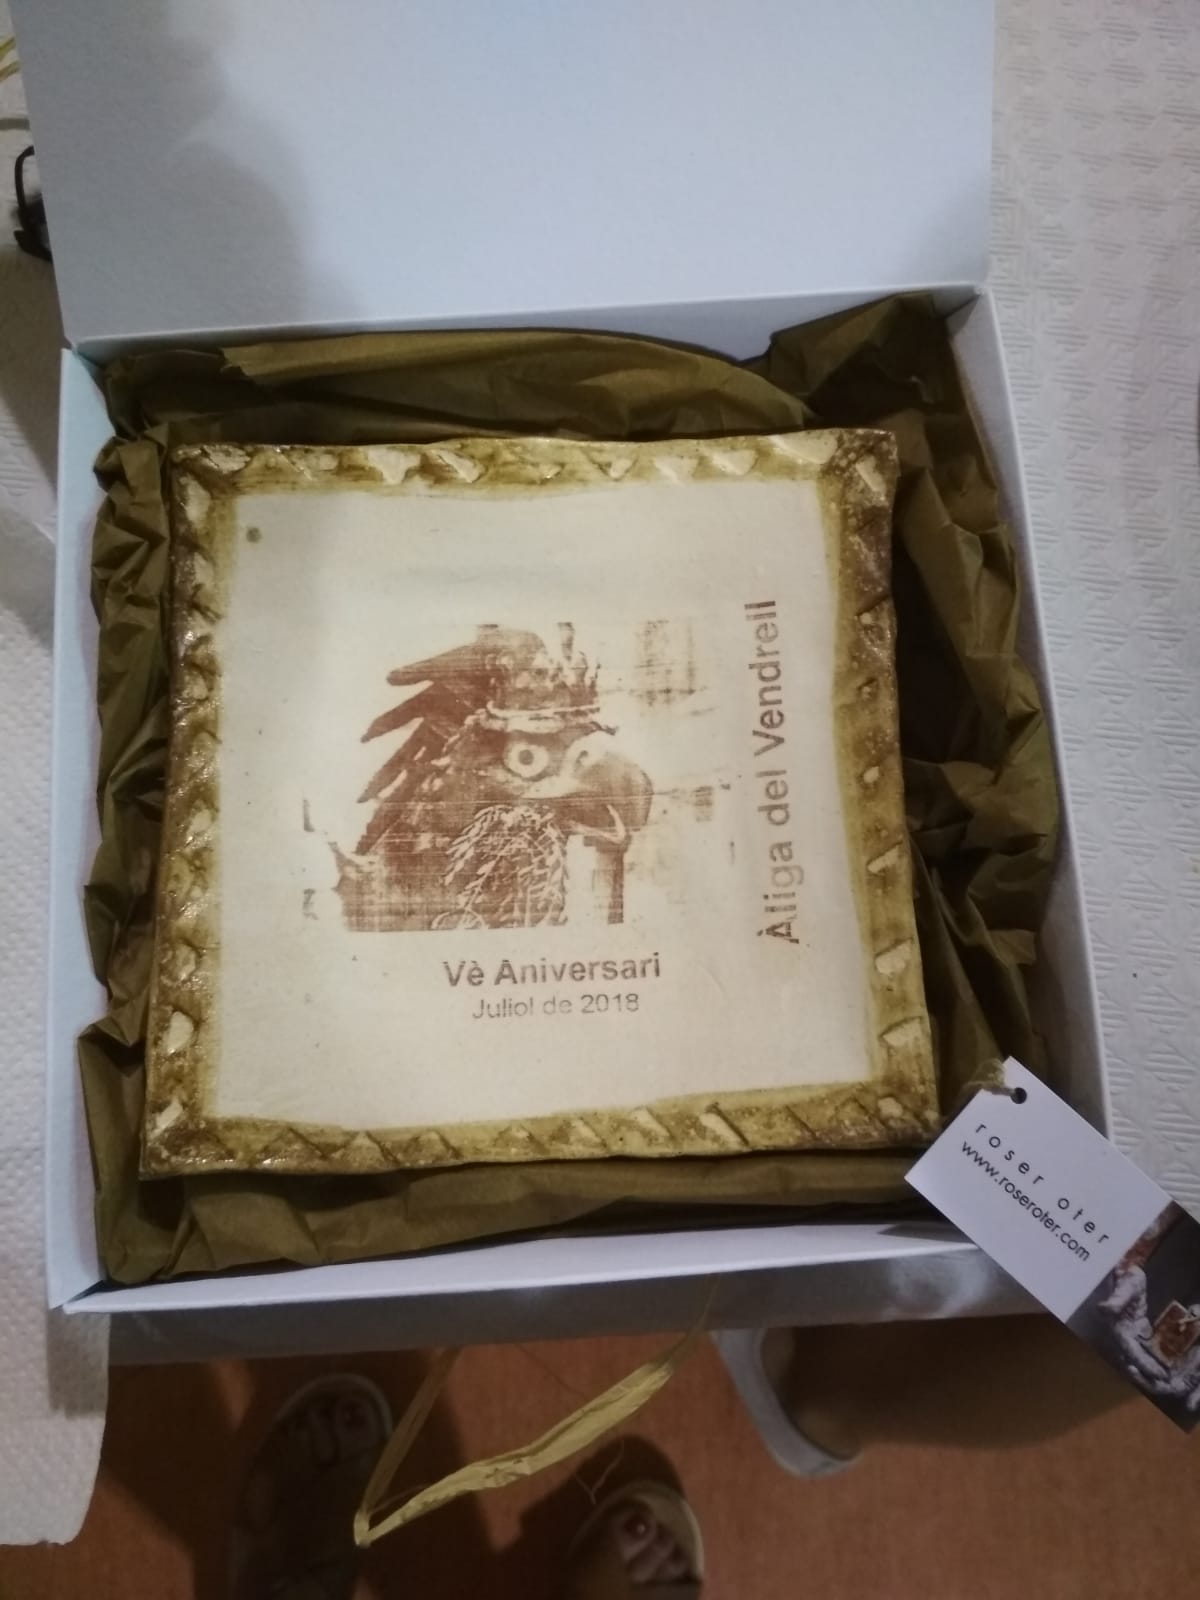 Àliga del Vendrell
Vè Aniversari
Juliol de 2018
roser oter
www.roseroter.com